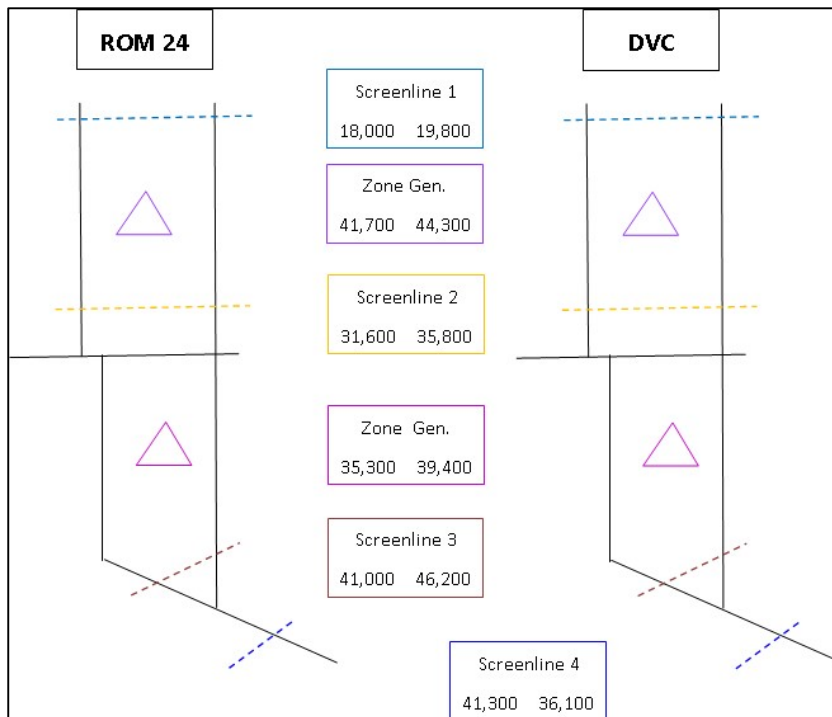 ROM 24
DVC
Screenline 1
18,000 19,800
Zone Gen.
41,700 44,300
Screenline 2
31,600 35,800
Zone Gen.
35,300 39,400
Screenline 3
41,000 46,200
Screenline 4
41,300 36,100